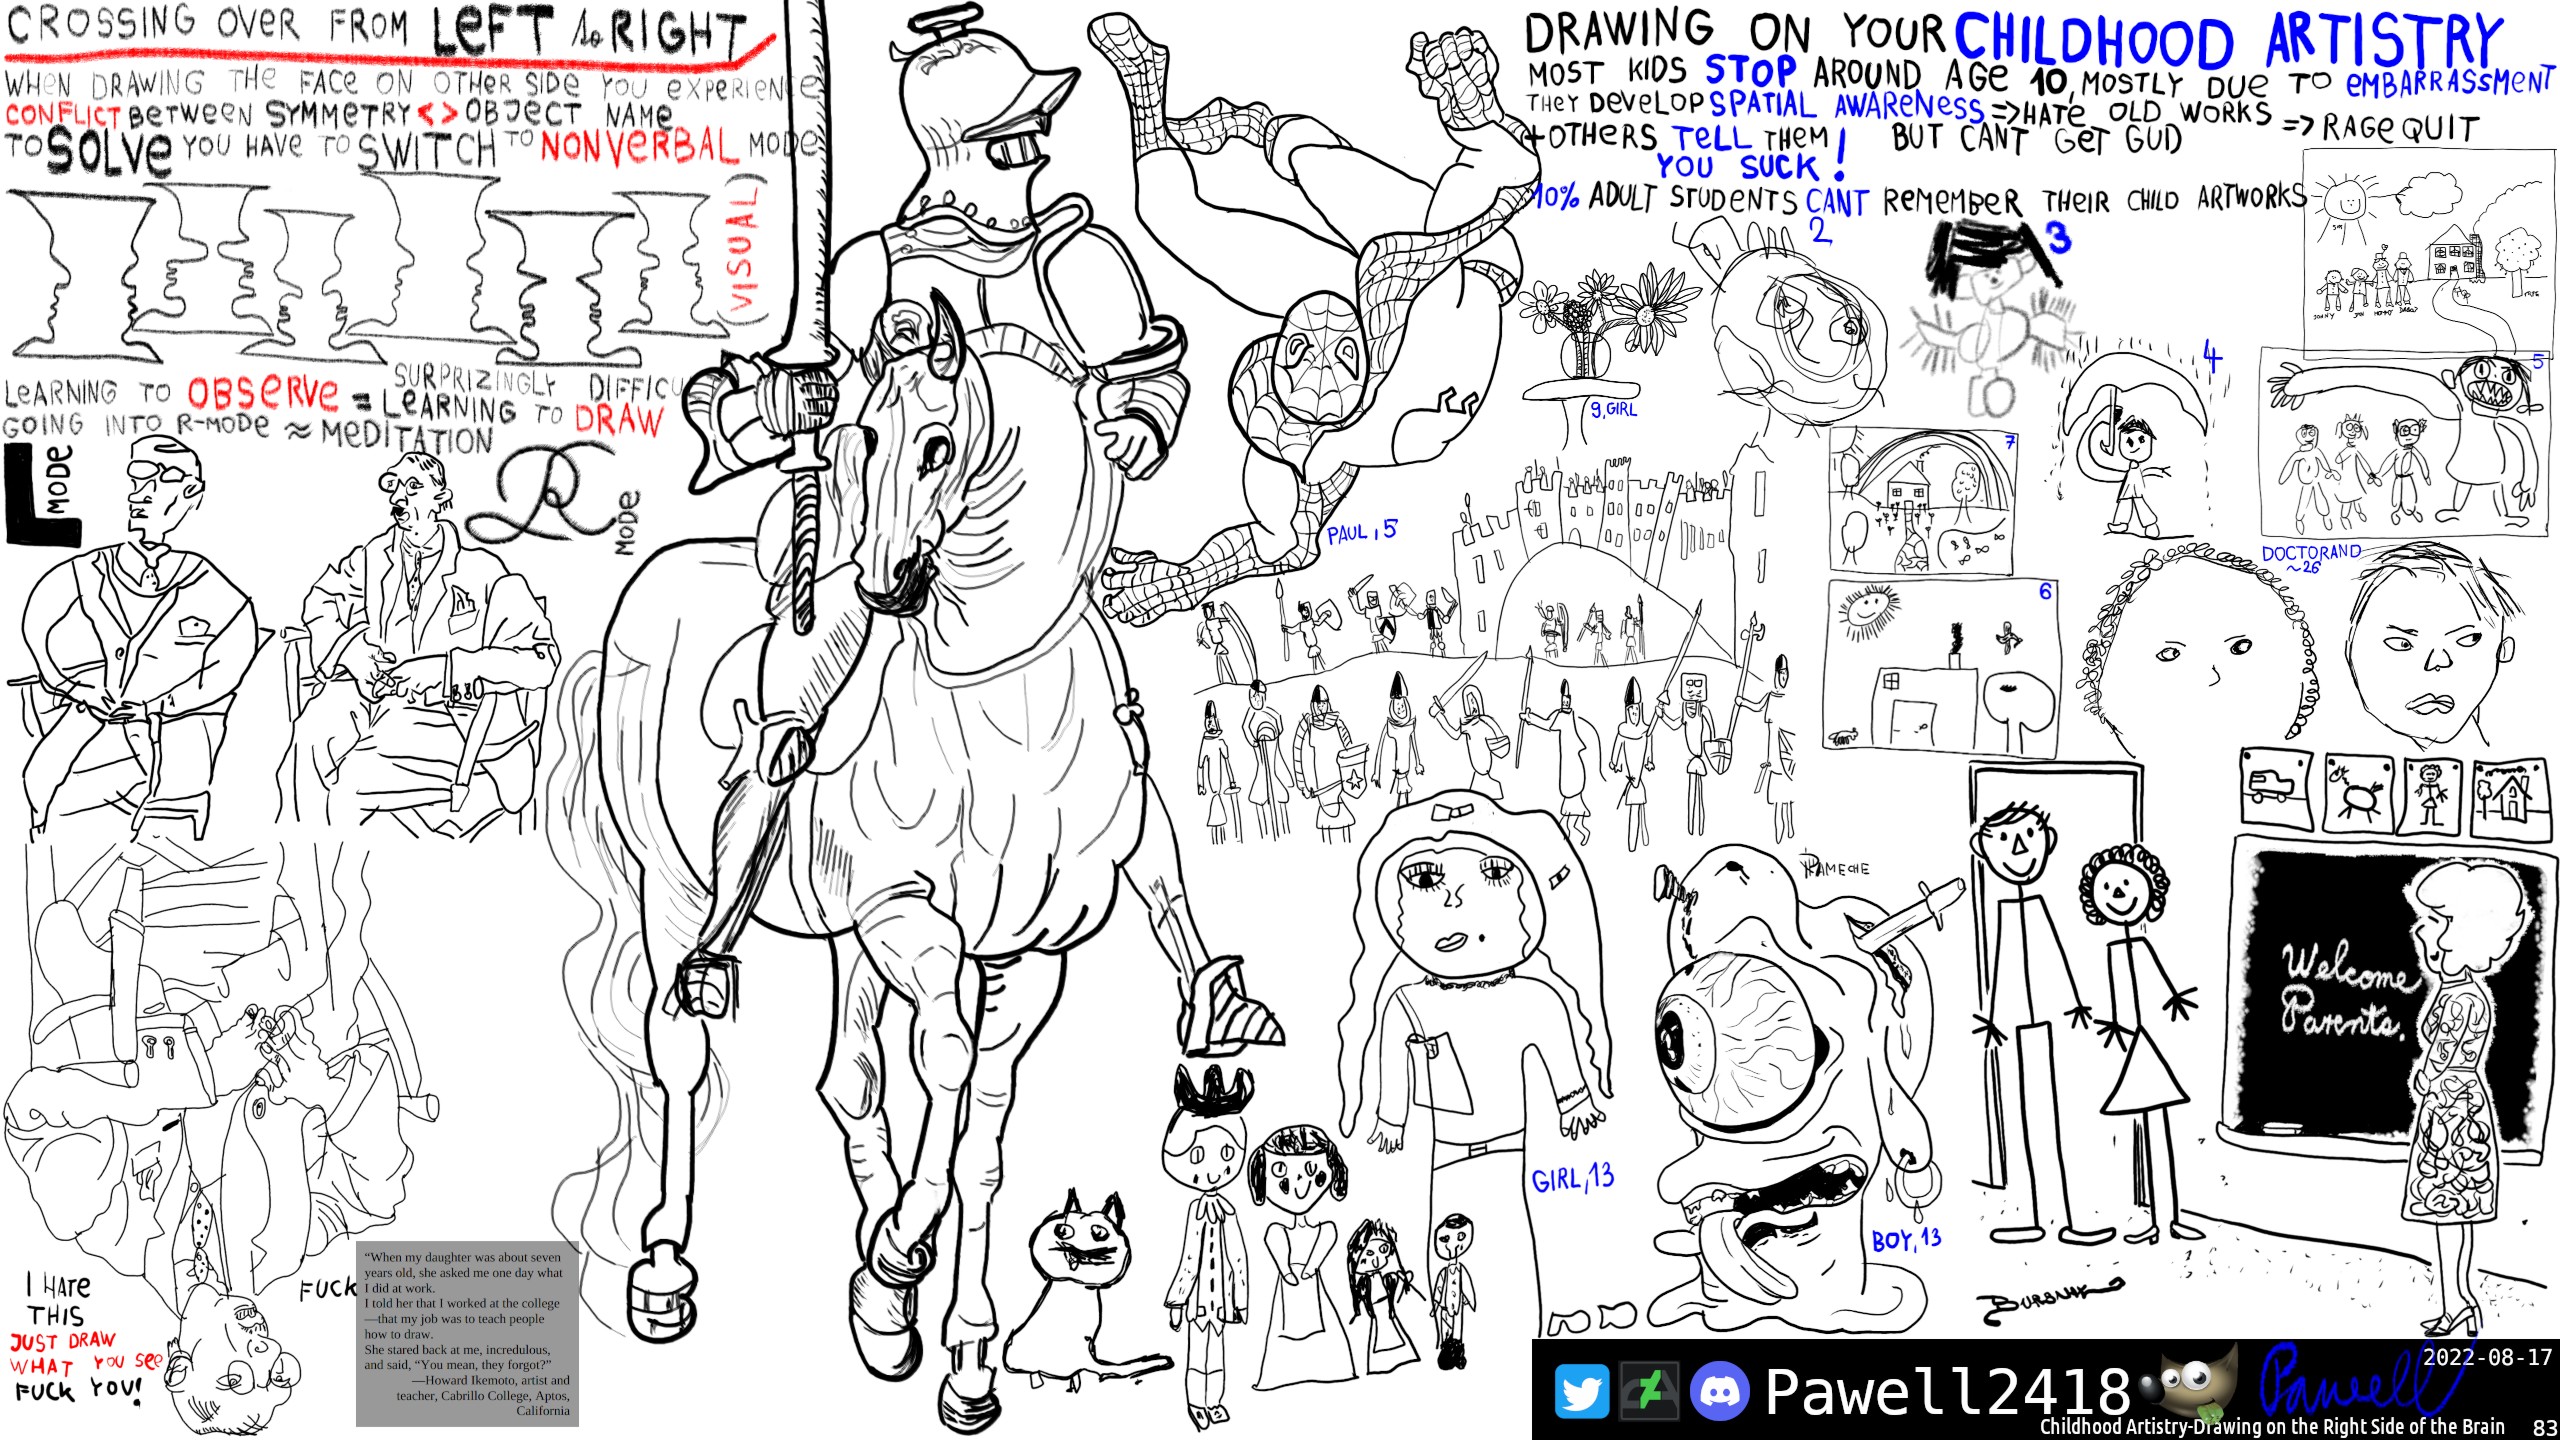 CROSSING OVER FROM LEFT to RIGHT
WHEN DRAWING THE FACE ON OTHER SIDE YOU EXPERIENCE
CONFLICT BETWEEN SYMMETRY <> OBJECT NAME
TO SOLVE YOU HAVE TO SWITCH TO NONVERBAL MODE
(VISUAL)
LEARNING TO OBSERVE = LEARNING TO DRAW
SURPRIZINGLY DIFFICU
GOING INTO R-MODE ≈ MEDITATION
L MODE
R MODE
I HATE
THIS
JUST DRAW
WHAT YOU SEE
FUCK YOU!
FUCK
“When my daughter was about seven
years old, she asked me one day what
I did at work.
I told her that I worked at the college
—that my job was to teach people
how to draw.
She stared back at me, incredulous,
and said, “You mean, they forgot?”
—Howard Ikemoto, artist and
teacher, Cabrillo College, Aptos,
California
DRAWING ON YOUR CHILDHOOD ARTISTRY
MOST KIDS STOP AROUND AGE 10, MOSTLY DUE TO EMBARRASSMENT
THEY DEVELOP SPATIAL AWARENESS => HATE OLD WORKS => RAGE QUIT
+OTHERS TELL THEM! BUT CANT GET GUD
YOU SUCK!
10% ADULT STUDENTS CANT REMEMBER THEIR CHILD ARTWORKS
2
3
4
5
7
6
9, GIRL
PAUL, 5
DOCTORAND
~26
GIRL, 13
BOY, 13
Welcome
Parents.
Pawell2418
2022-08-17
Pawell
Childhood Artistry-Drawing on the Right Side of the Brain 83